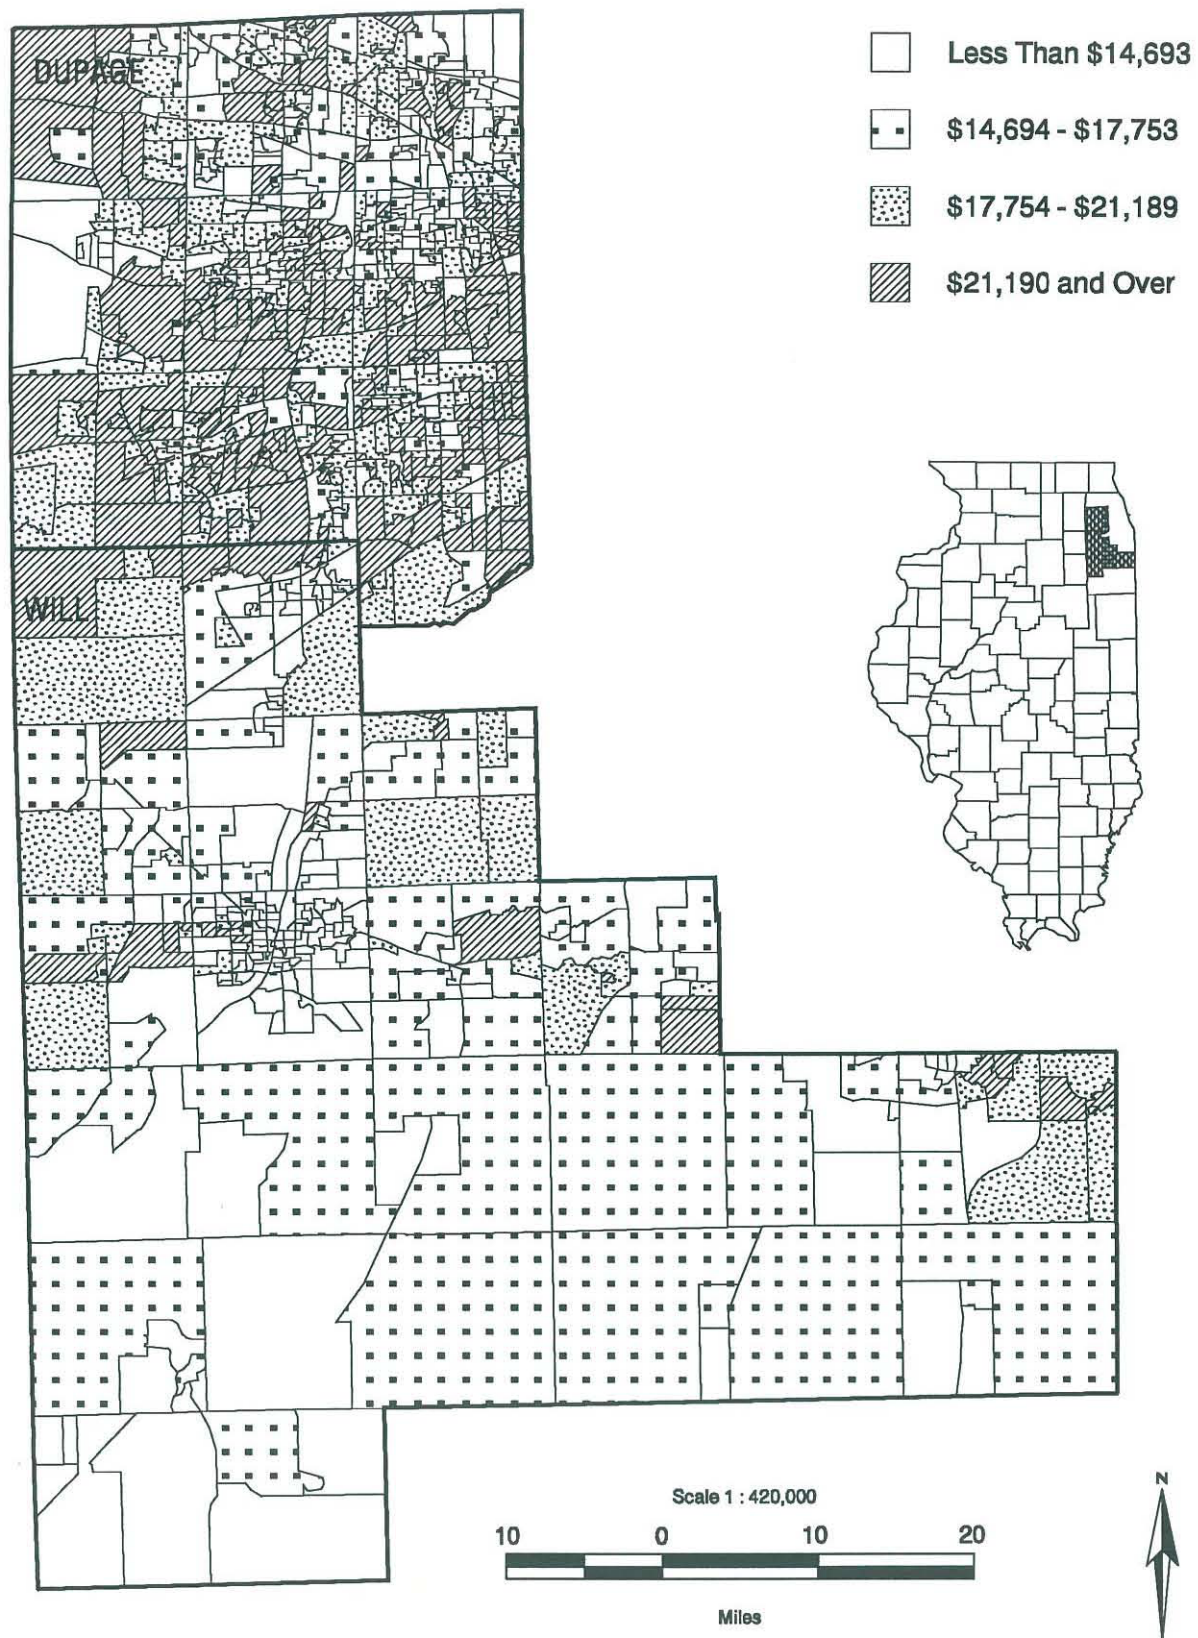 DUPAGE
WILL
Less Than $14,693
$14,694 - $17,753
$17,754 - $21,189
$21,190 and Over
Scale 1 : 420,000
10 0 10 20
Miles
N